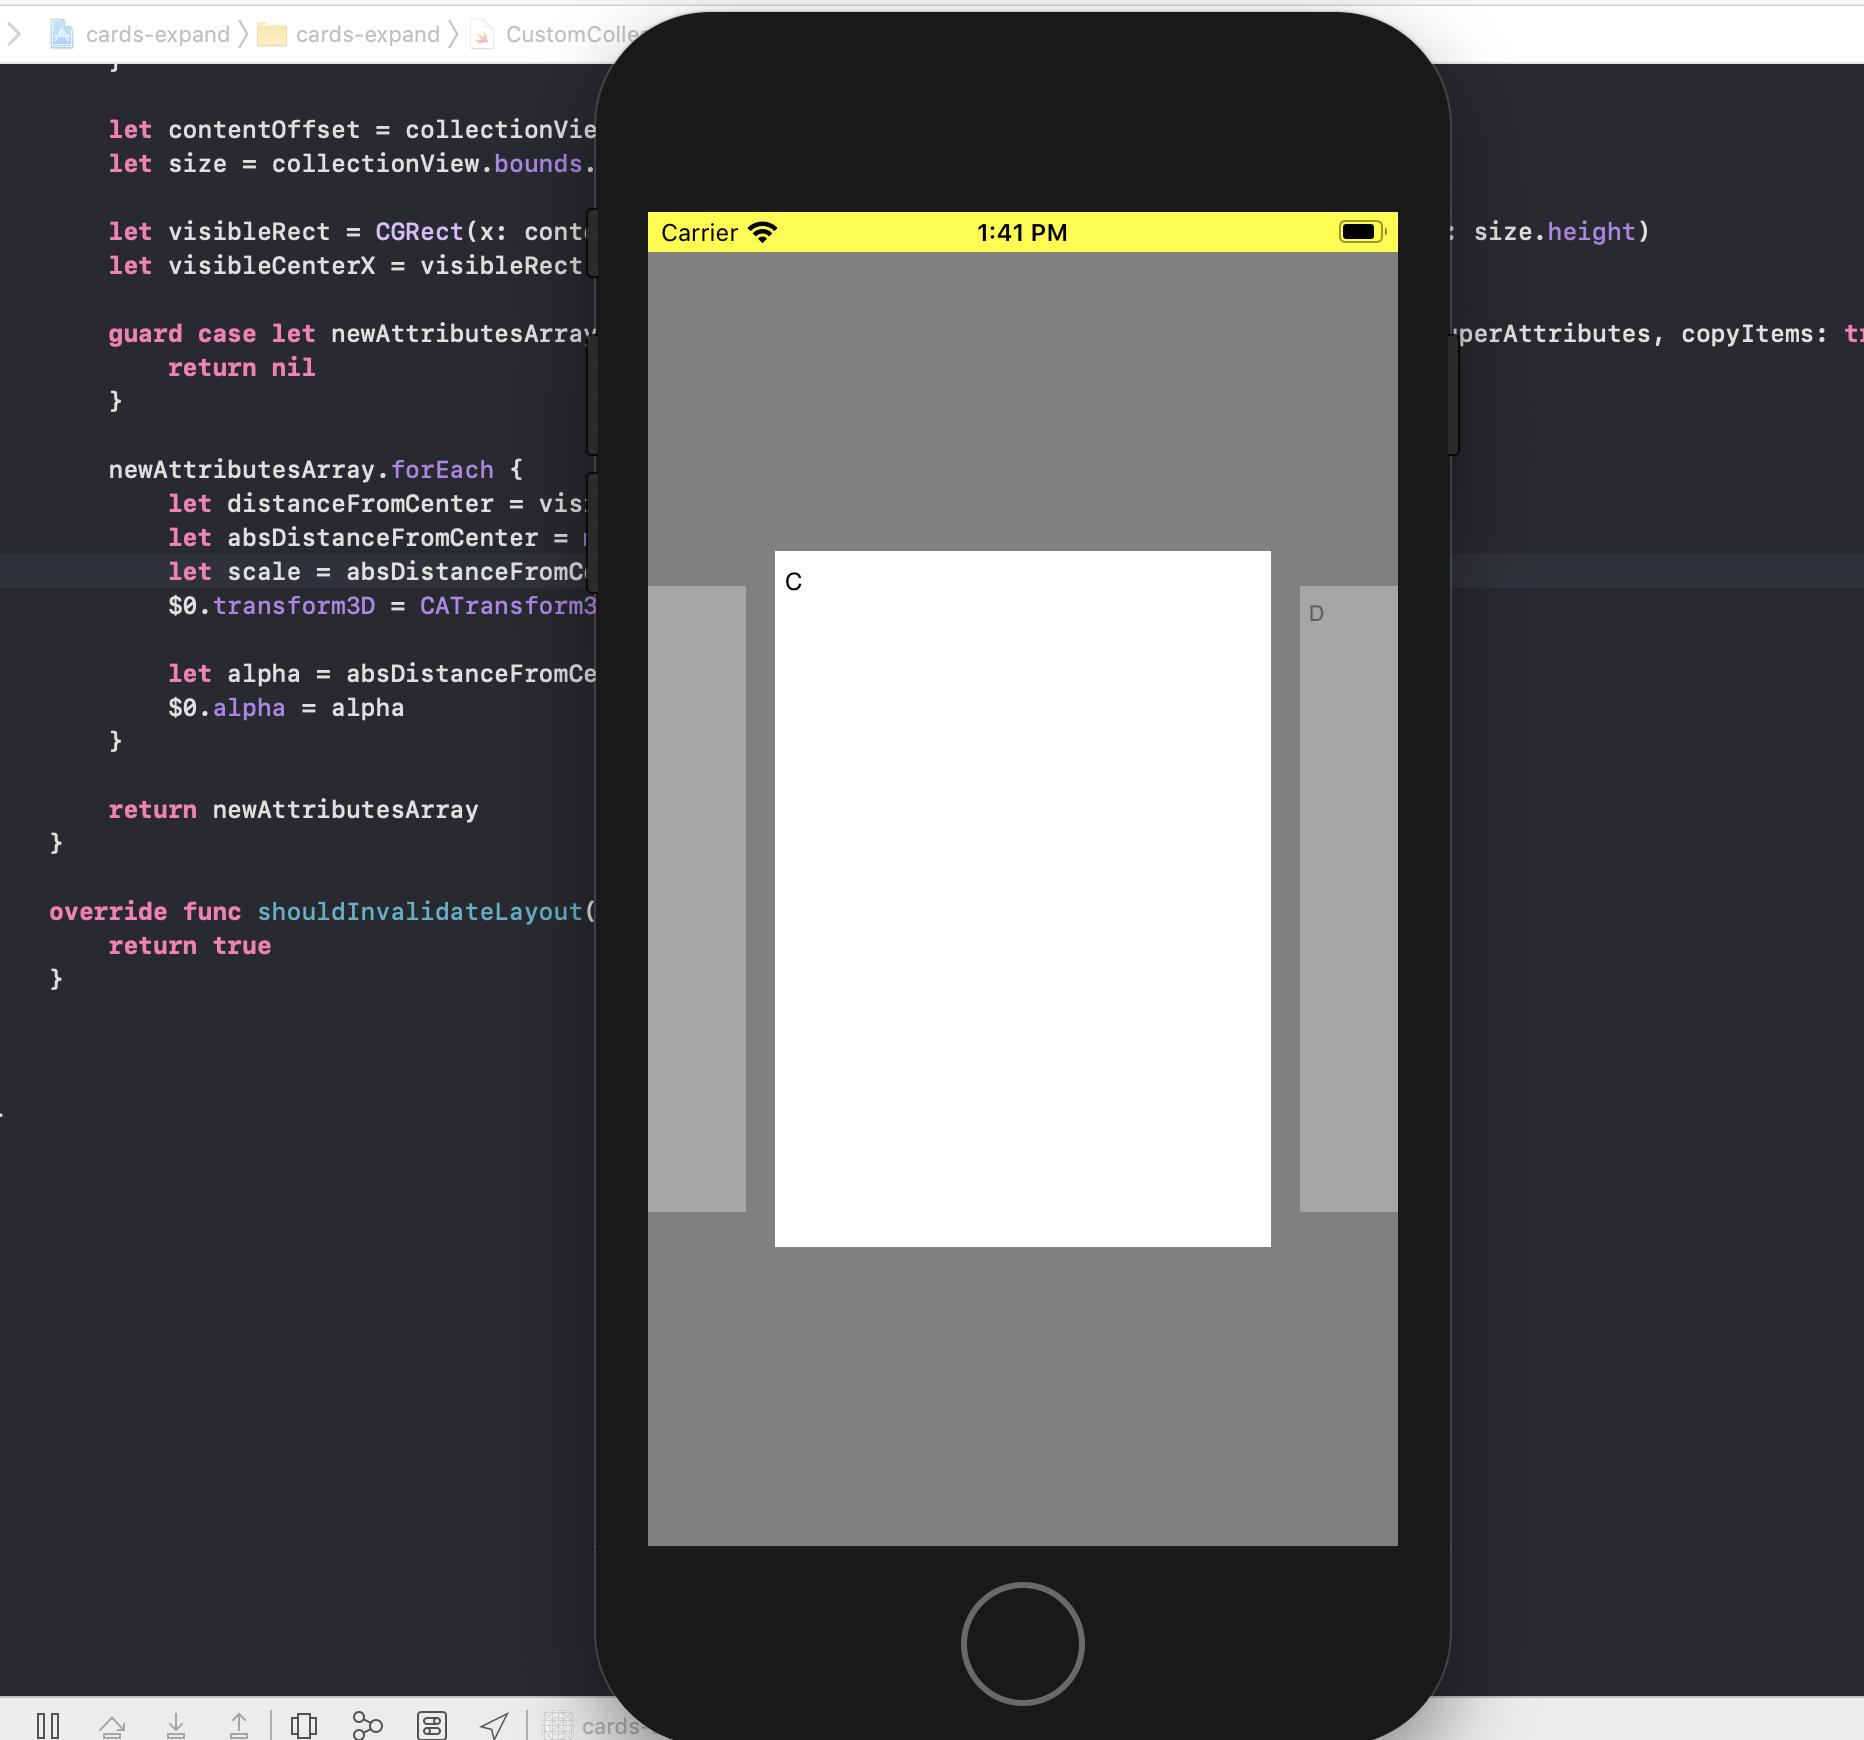 cards-expand cards-expand CustomColle
}
let contentOffset = collectionVie
let size = collectionView.bounds.
let visibleRect = CGRect(x: conte : size.height)
let visibleCenterX = visibleRect
guard case let newAttributesArray perAttributes, copyItems: tr
return nil
}
newAttributesArray.forEach {
let distanceFromCenter = vis
let absDistanceFromCenter =
let scale = absDistanceFromCe
$0.transform3D = CATransform3
let alpha = absDistanceFromCe
$0.alpha = alpha
}
return newAttributesArray
}
override func shouldInvalidateLayout(
return true
}
Carrier 1:41 PM
C
D
cards-